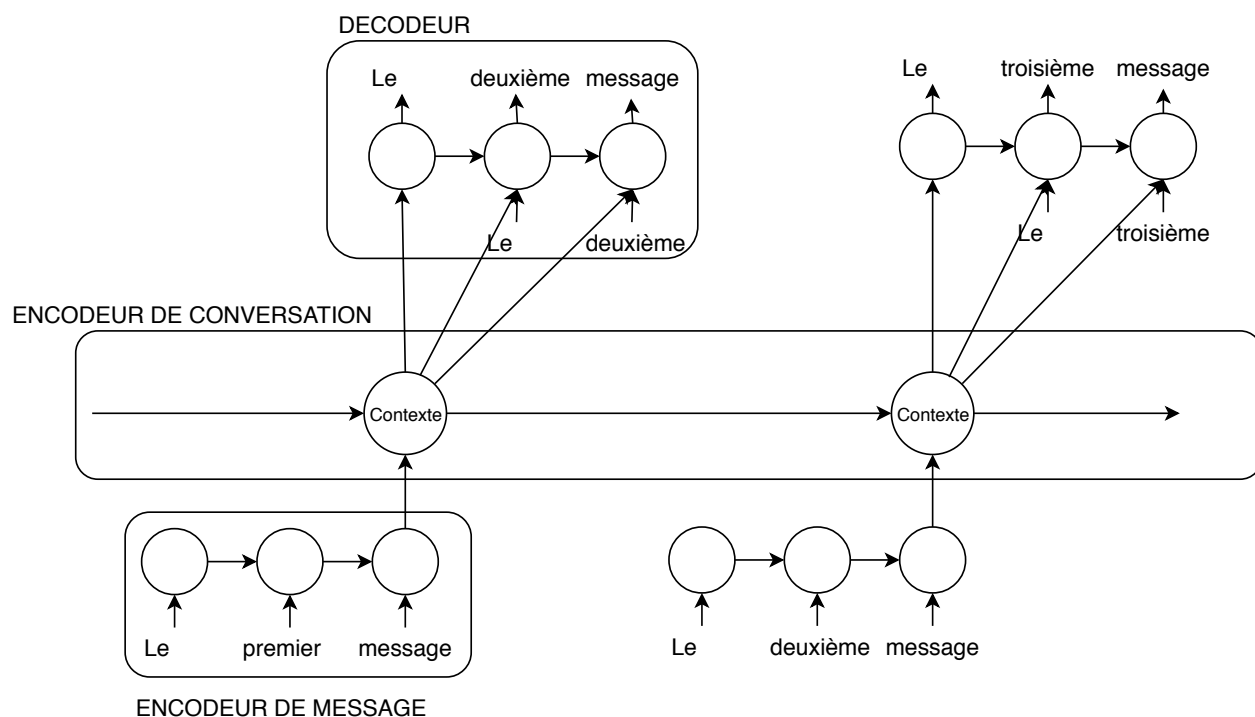 DECODEUR
Le deuxième message
Le troisième message
Le deuxième
Le troisième
ENCODEUR DE CONVERSATION
Contexte Contexte
Le premier message
Le deuxième message
ENCODEUR DE MESSAGE